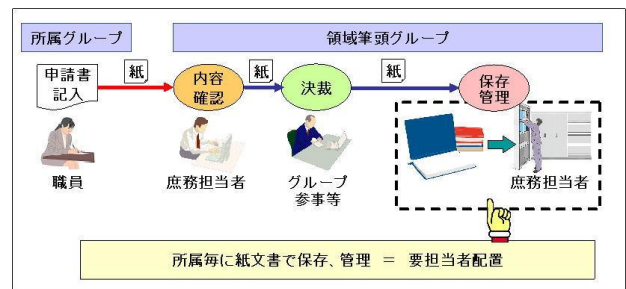 所属グループ
領域筆頭グループ
申請書
記入
紙
内容
確認
紙
決裁
紙
保存
管理
職員
庶務担当者
グループ
参事等
庶務担当者
所属毎に紙文書で保存、管理 ＝ 要担当者配置